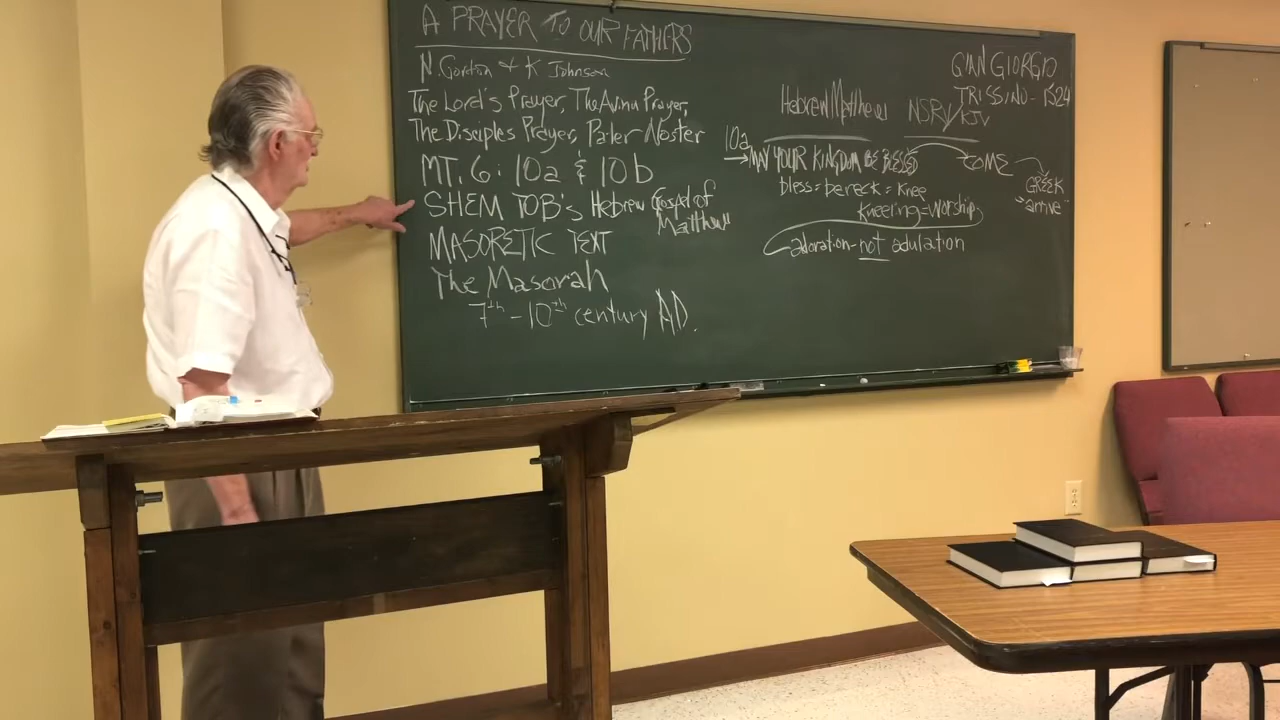 A PRAYER TO OUR FATHERS
N. Gordon & K Johnson
The Lord's Prayer, The Avinu Prayer,
The Disciples Prayer, Pater Noster
MT. 6: 10a & 10b
SHEM TOB's Hebrew Gospel of
Matthew
MASORETIC TEXT
The Masorah
7th - 10th century AD.
GIAN GIORGIO
TRISSINO - 1524
Hebrew Matthew NSRV/KJV
10a
→ MAY YOUR KINGDOM BE BLESSED COME
GREEK
"arrive"
bless = bereck = knee
kneering = worship
adoration - not adulation